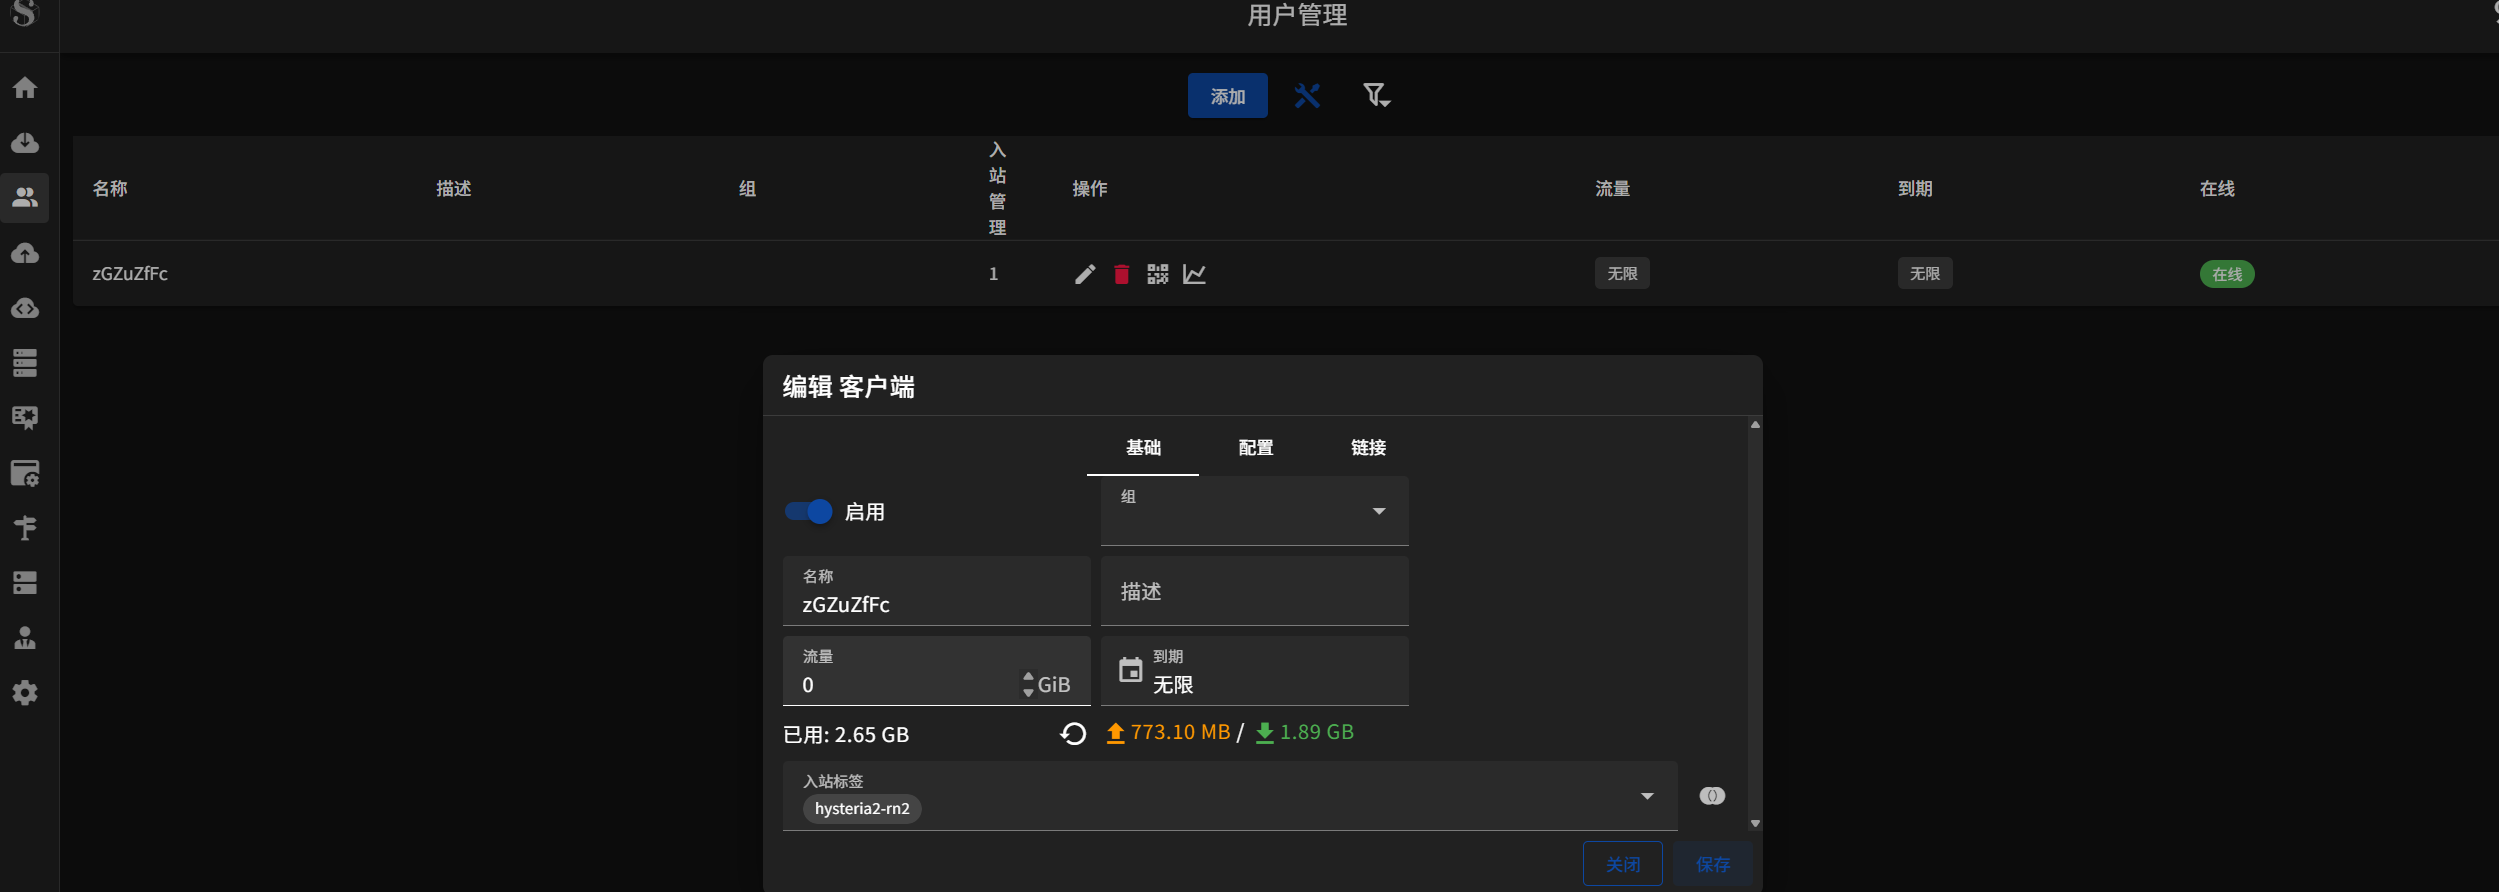 用户管理
添加
名称 描述 组 入站管理 操作 流量 到期 在线
zGZuZfFc 1 无限 无限 在线
编辑 客户端
基础 配置 链接
启用
组
名称
zGZuZfFc
描述
流量
0 GiB
到期
无限
已用: 2.65 GB 773.10 MB / 1.89 GB
入站标签
hysteria2-rn2
关闭 保存